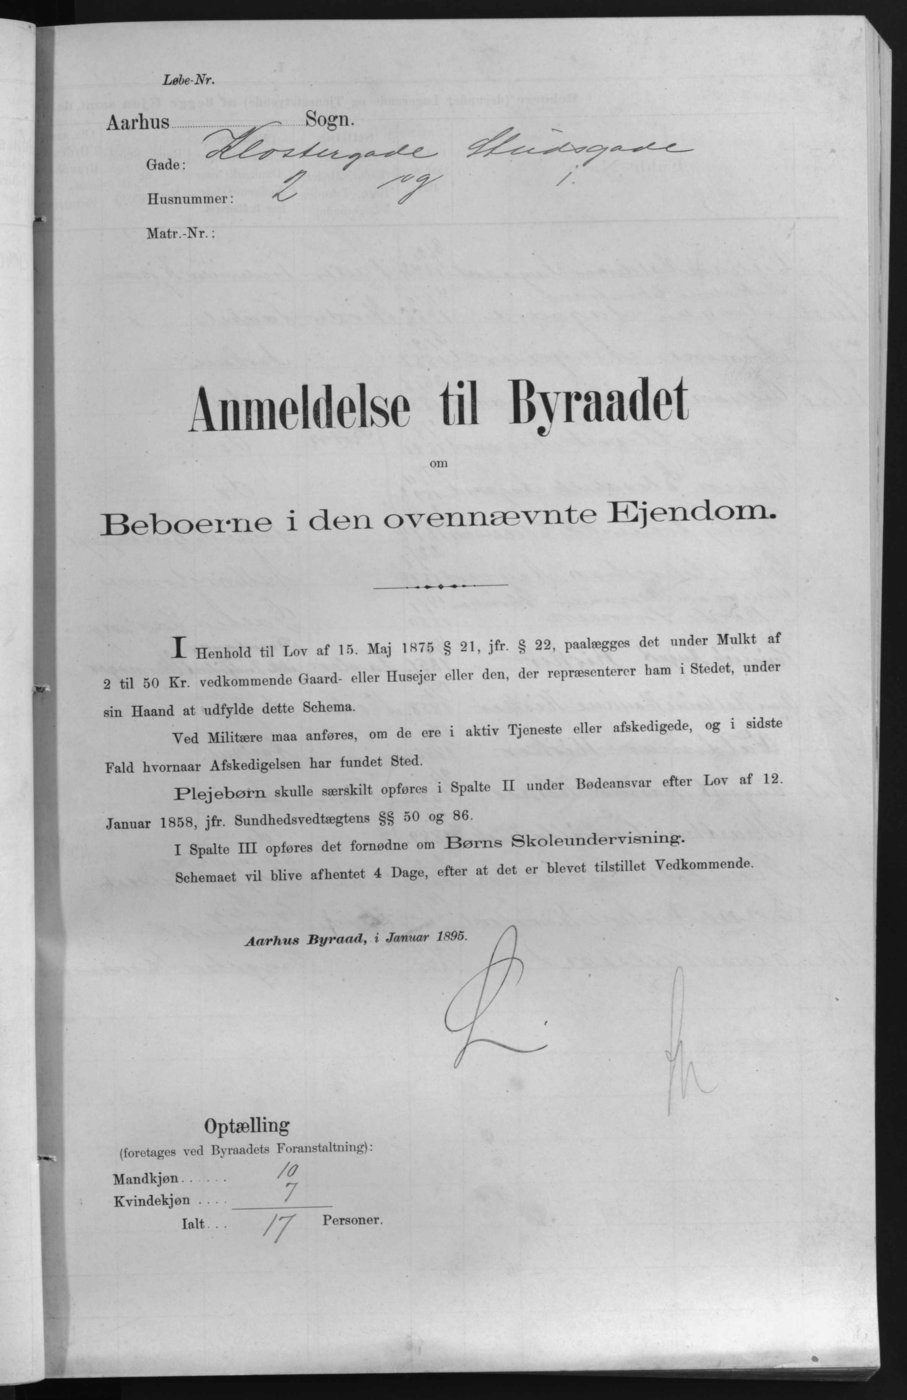 Løbe-Nr.
Aarhus Sogn.
Gade: Klostergade Studsgade
Husnummer: 2 og 1.
Matr.-Nr.:
Anmeldelse til Byraadet
om
Beboerne i den ovennævnte Ejendom.
I Henhold til Lov af 15. Maj 1875 § 21, jfr. § 22, paalægges det under Mulkt af
2 til 50 Kr. vedkommende Gaard- eller Husejer eller den, der repræsenterer ham i Stedet, under
sin Haand at udfylde dette Schema.
Ved Militære maa anføres, om de ere i aktiv Tjeneste eller afskedigede, og i sidste
Fald hvornaar Afskedigelsen har fundet Sted.
Plejebørn skulle særskilt opføres i Spalte II under Bødeansvar efter Lov af 12.
Januar 1858, jfr. Sundhedsvedtægtens §§ 50 og 86.
I Spalte III opføres det fornødne om Børns Skoleundervisning.
Schemaet vil blive afhentet 4 Dage, efter at det er blevet tilstillet Vedkommende.
Aarhus Byraad, i Januar 1895.
Optælling
(foretages ved Byraadets Foranstaltning):
Mandkjøn...... 10
Kvindekjøn .... 7
Ialt... 17 Personer.